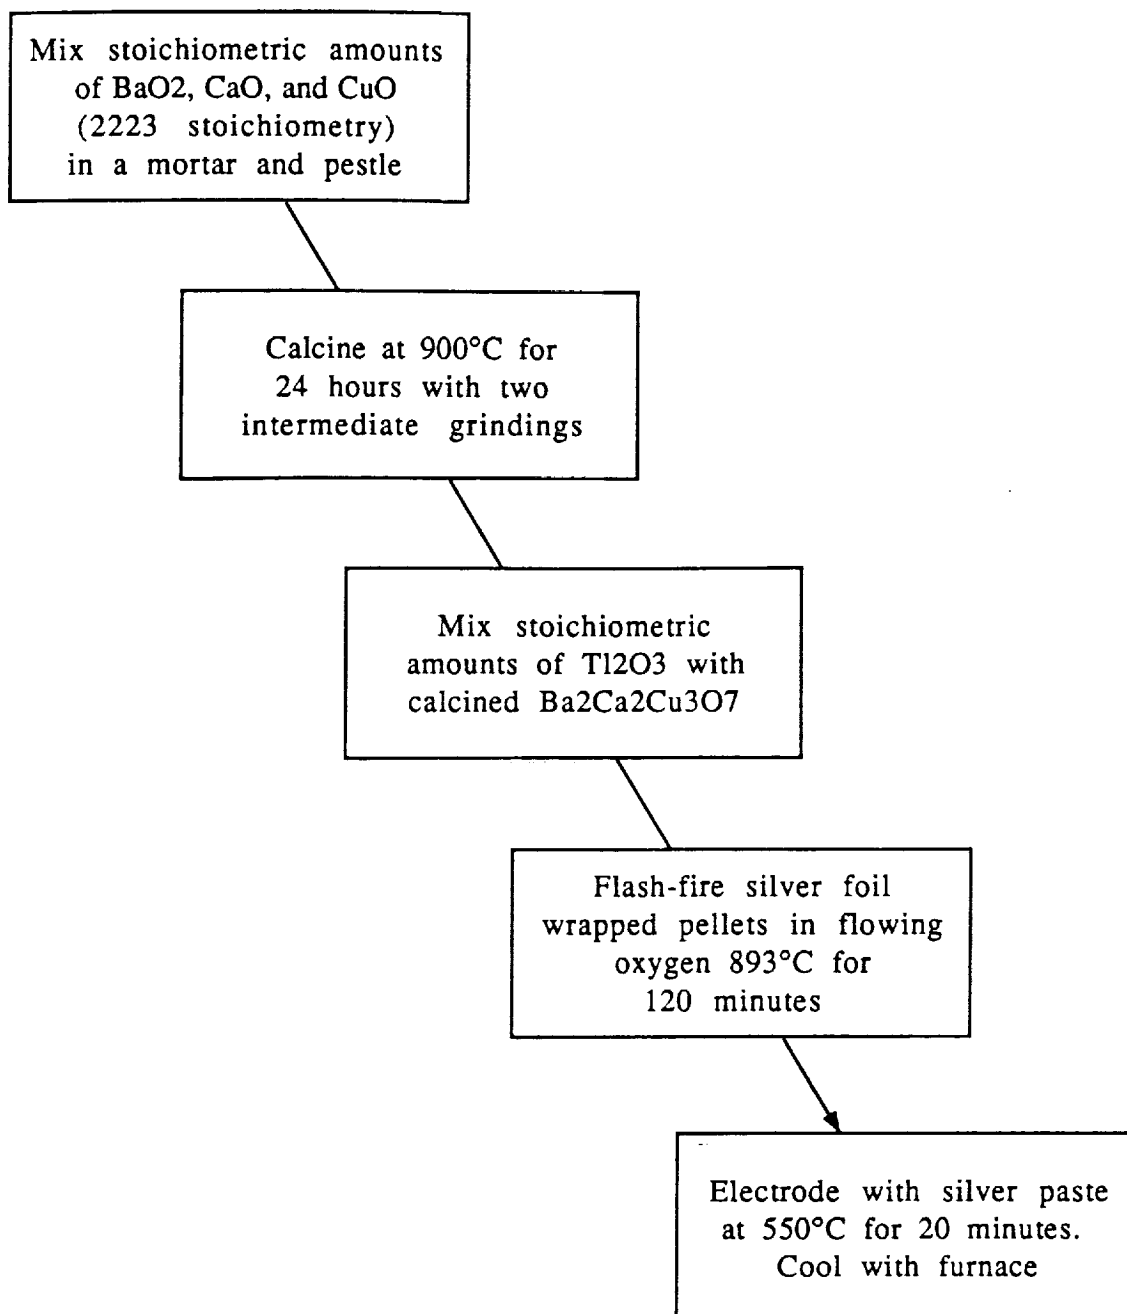 Mix stoichiometric amounts
of BaO2, CaO, and CuO
(2223 stoichiometry)
in a mortar and pestle
Calcine at 900°C for
24 hours with two
intermediate grindings
Mix stoichiometric
amounts of Tl2O3 with
calcined Ba2Ca2Cu3O7
Flash-fire silver foil
wrapped pellets in flowing
oxygen 893°C for
120 minutes
Electrode with silver paste
at 550°C for 20 minutes.
Cool with furnace